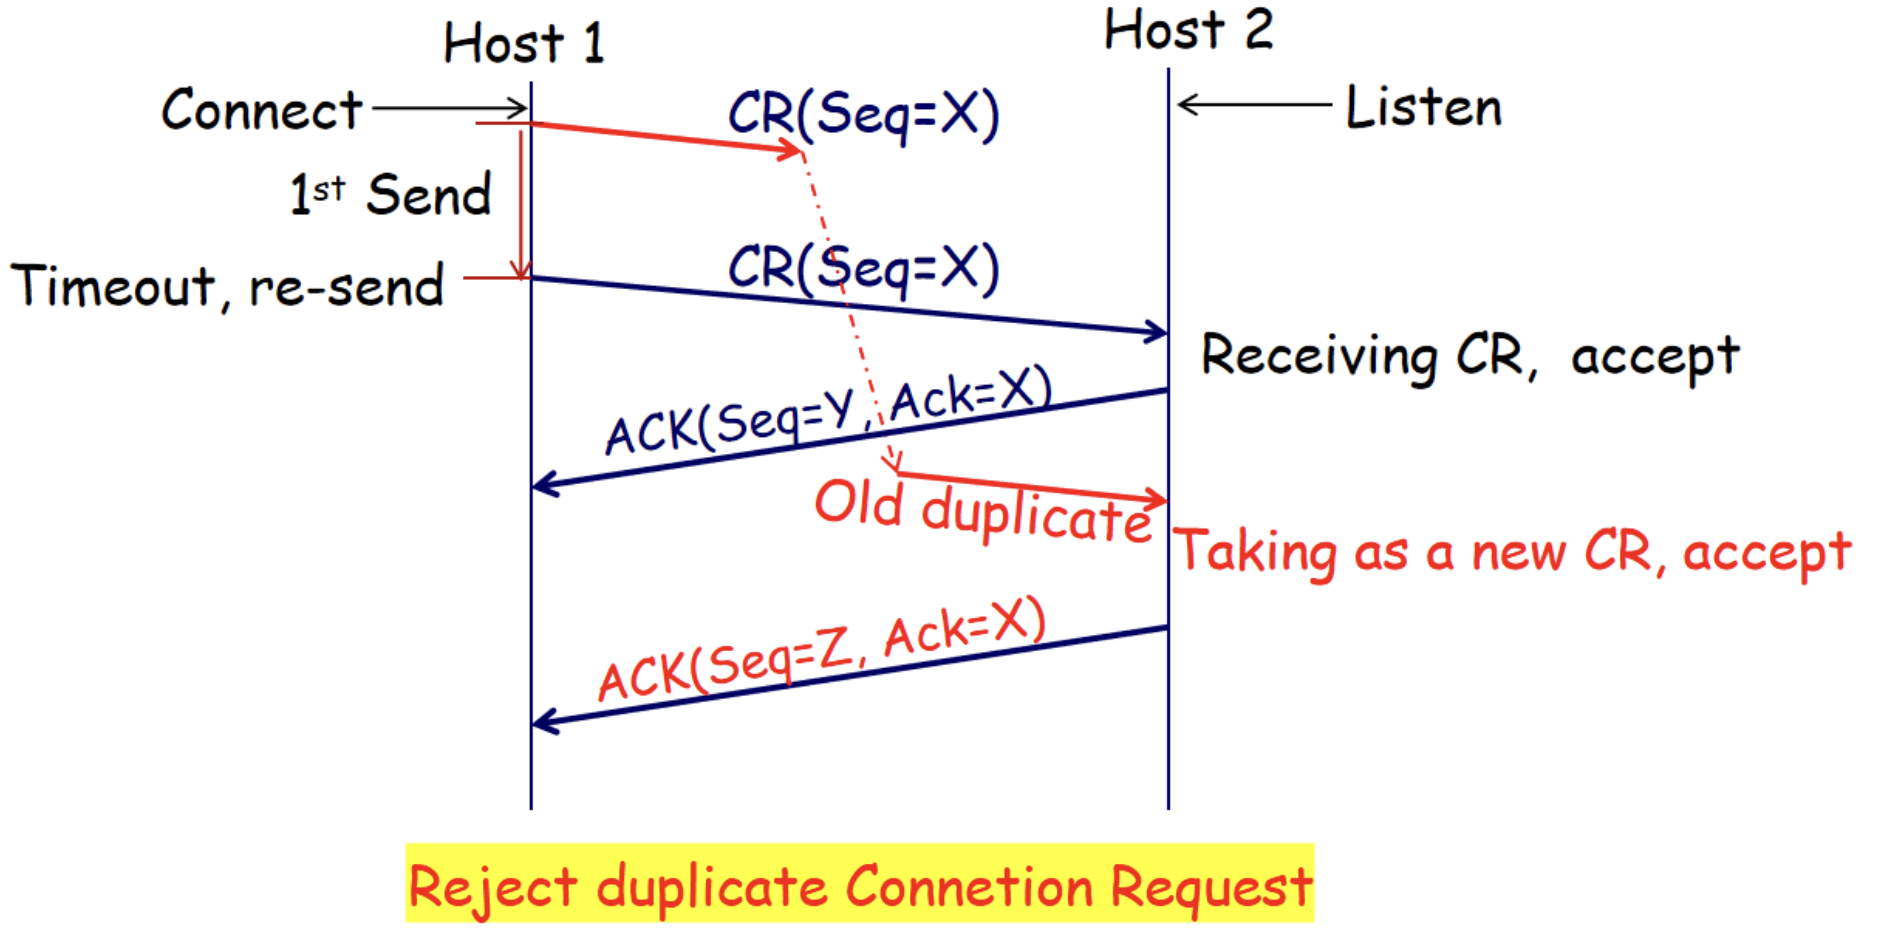 Host 1
Host 2
Connect
CR(Seq=X)
Listen
1st Send
CR(Seq=X)
Timeout, re-send
Receiving CR, accept
ACK(Seq=Y, Ack=X)
Old duplicate
Taking as a new CR, accept
ACK(Seq=Z, Ack=X)
Reject duplicate Connetion Request